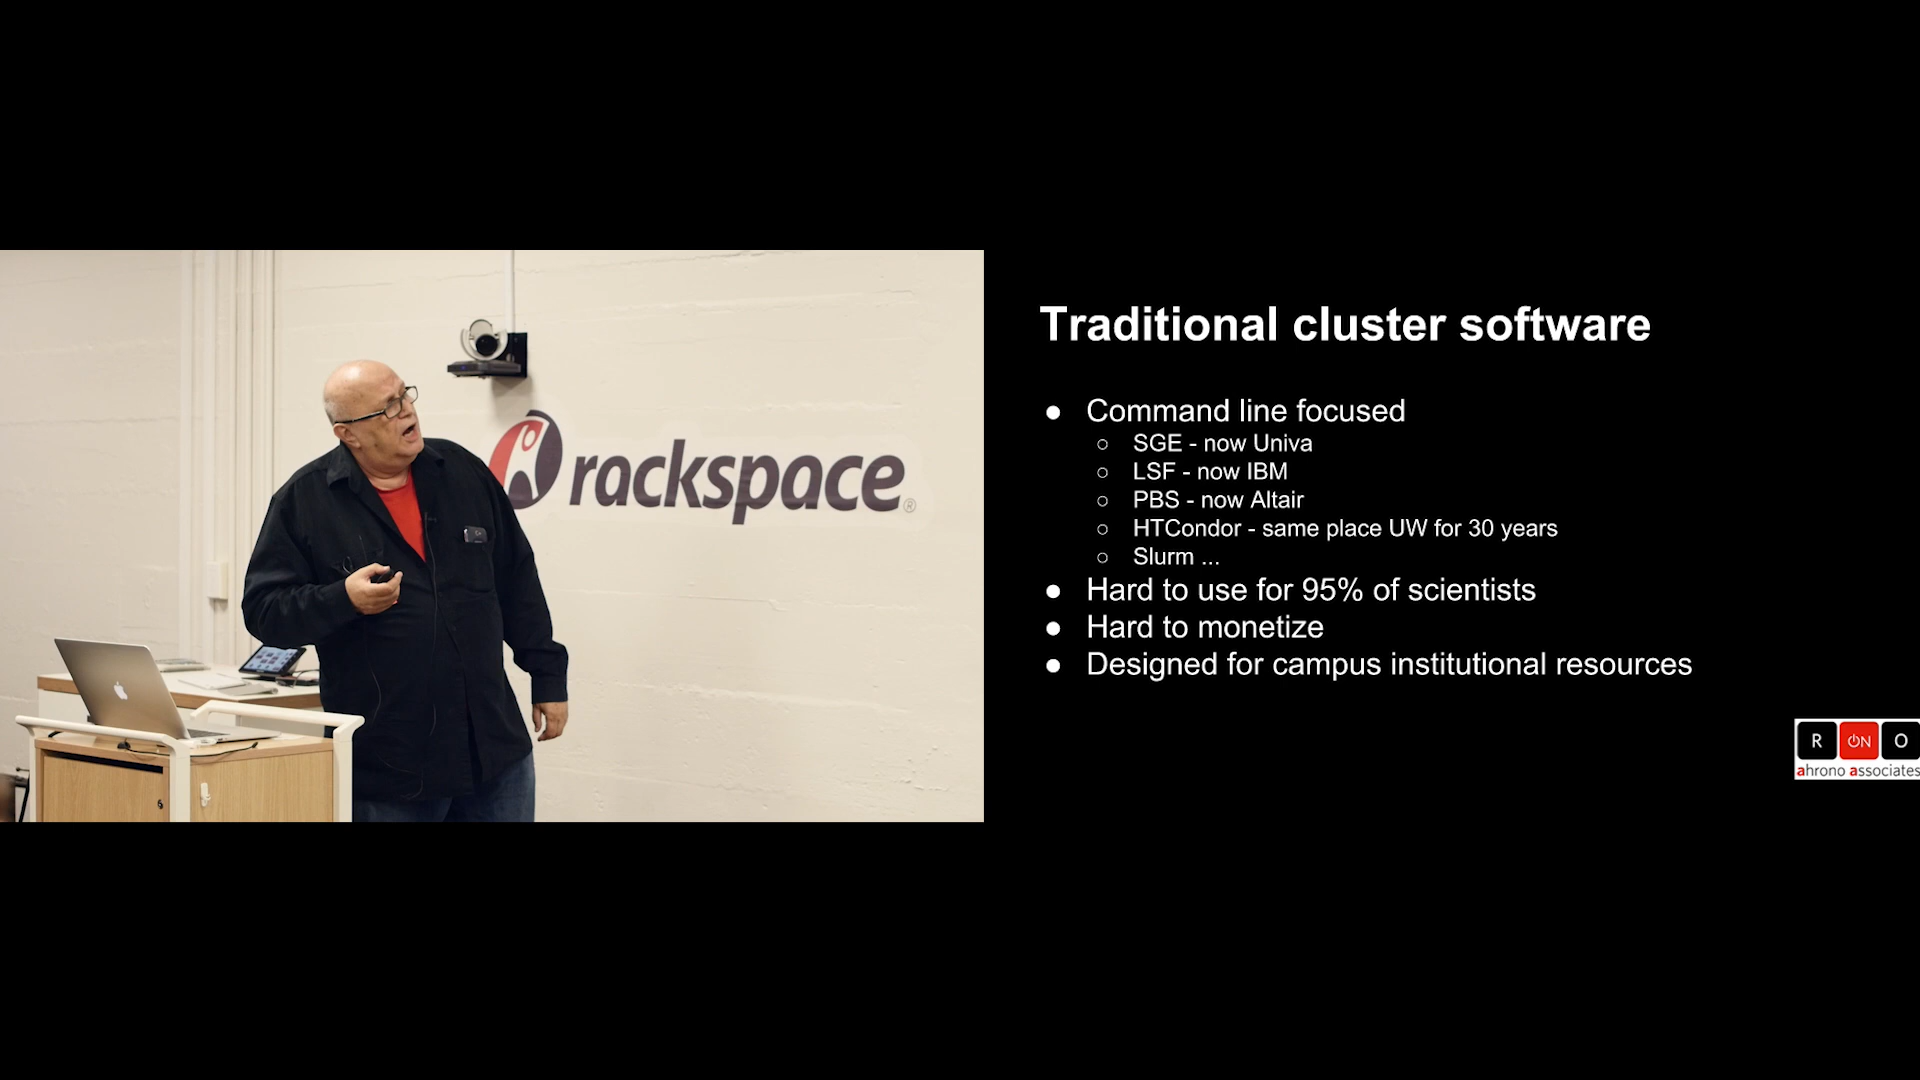 rackspace®
Traditional cluster software
● Command line focused
○ SGE - now Univa
○ LSF - now IBM
○ PBS - now Altair
○ HTCondor - same place UW for 30 years
○ Slurm ...
● Hard to use for 95% of scientists
● Hard to monetize
● Designed for campus institutional resources
R ON O
ahrono associates